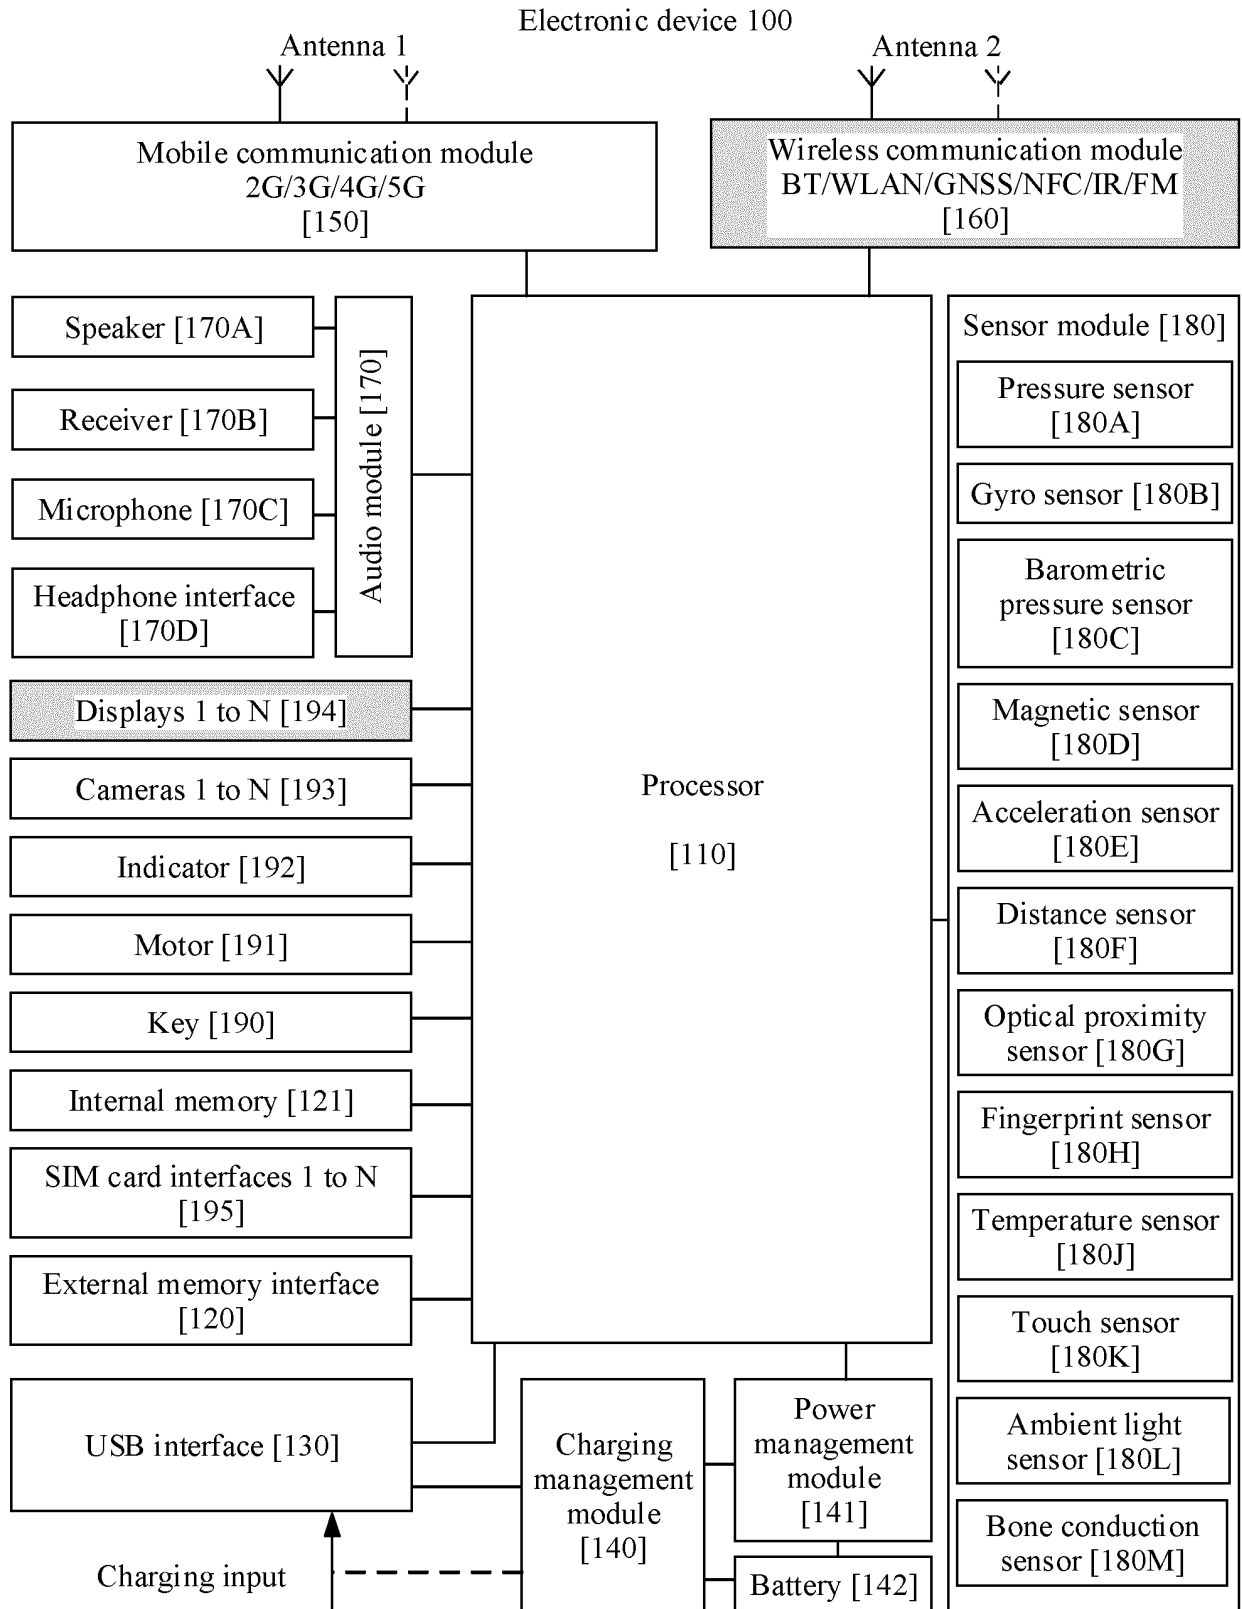 Electronic device 100
Antenna 1
Antenna 2
Mobile communication module
2G/3G/4G/5G
[150]
Wireless communication module
BT/WLAN/GNSS/NFC/IR/FM
[160]
Speaker [170A]
Receiver [170B]
Microphone [170C]
Headphone interface
[170D]
Audio module [170]
Displays 1 to N [194]
Cameras 1 to N [193]
Indicator [192]
Motor [191]
Key [190]
Internal memory [121]
SIM card interfaces 1 to N
[195]
External memory interface
[120]
USB interface [130]
Charging input
Processor
[110]
Charging
management
module
[140]
Power
management
module
[141]
Battery [142]
Sensor module [180]
Pressure sensor
[180A]
Gyro sensor [180B]
Barometric
pressure sensor
[180C]
Magnetic sensor
[180D]
Acceleration sensor
[180E]
Distance sensor
[180F]
Optical proximity
sensor [180G]
Fingerprint sensor
[180H]
Temperature sensor
[180J]
Touch sensor
[180K]
Ambient light
sensor [180L]
Bone conduction
sensor [180M]